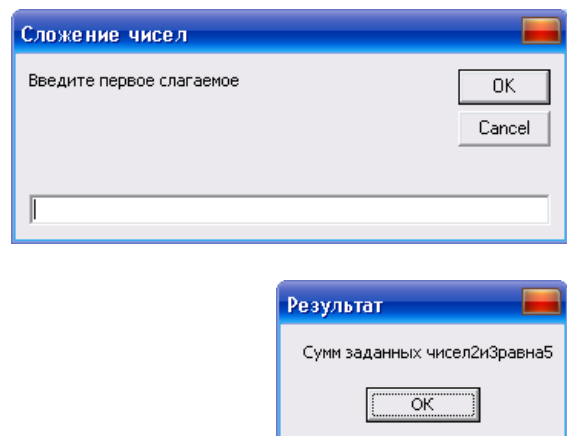 Сложение чисел
Введите первое слагаемое
OK
Cancel
Результат
Сумм заданных чисел2и3равна5
OK